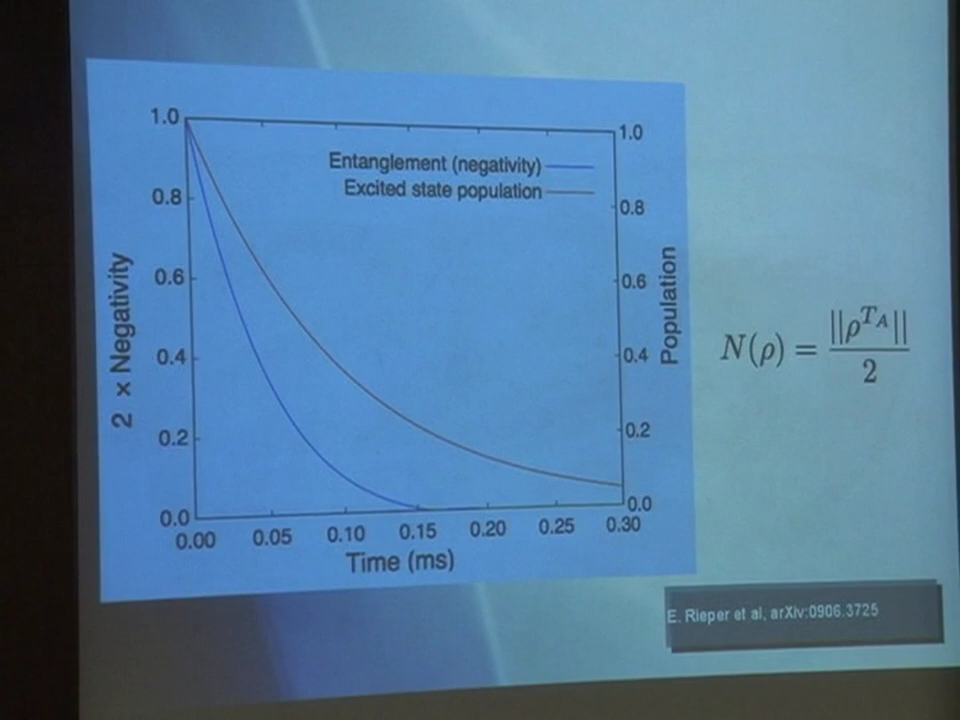 1.0
1.0
Entanglement (negativity)
Excited state population
0.8
0.8
0.6
0.6
2 × Negativity
Population
0.4
0.4
N(ρ) = ||ρ^{T_A}|| / 2
0.2
0.2
0.0
0.0
0.00 0.05 0.10 0.15 0.20 0.25 0.30
Time (ms)
E. Rieper et al, arXiv:0906.3725